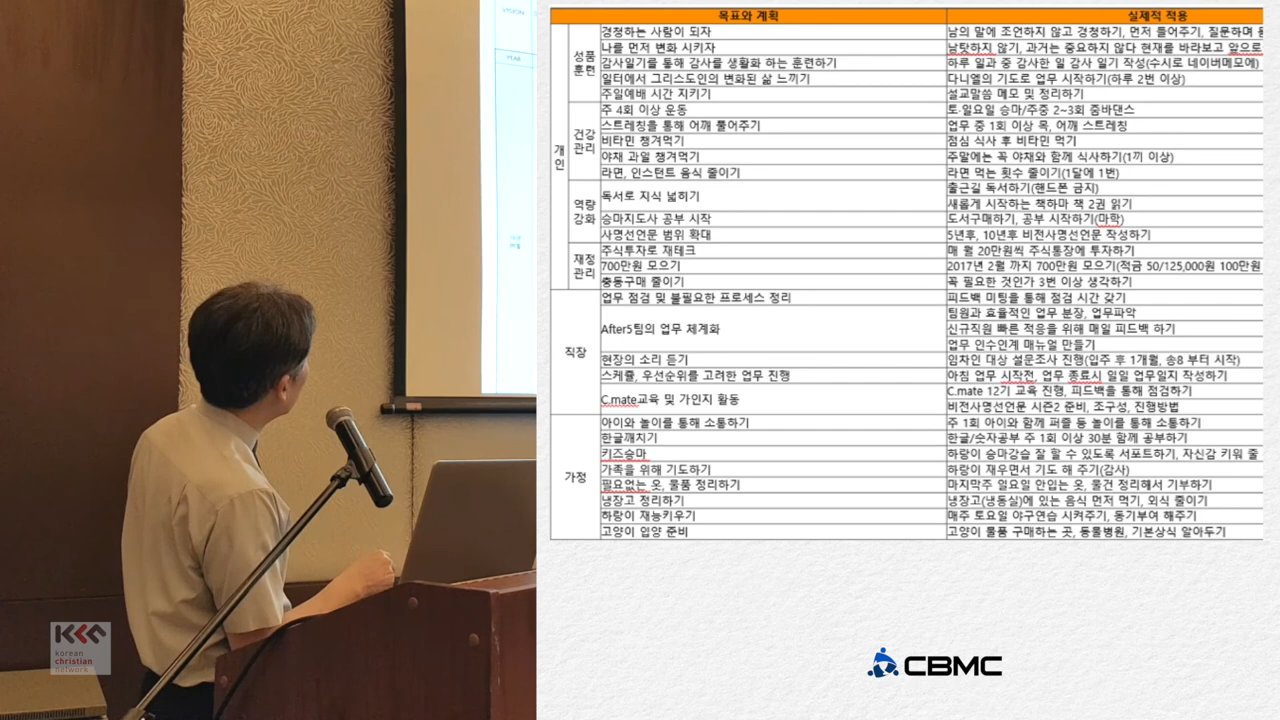 VISION
YEAR
목표와 계획 실제적 적용
개인
성품훈련
경청하는 사람이 되자 남의 말에 조언하지 않고 경청하기, 먼저 들어주기, 질문하며
나를 먼저 변화 시키자 남탓하지 않기, 과거는 중요하지 않다 현재를 바라보고 앞으로
감사일기를 통해 감사를 생활화 하는 훈련하기 하루 일과 중 감사한 일 감사 일기 작성(수시로 네이버메모에)
일터에서 그리스도인의 변화된 삶 느끼기 다니엘의 기도로 업무 시작하기(하루 2번 이상)
주일예배 시간 지키기 설교말씀 메모 및 정리하기
건강관리
주 4회 이상 운동 토·일요일 승마/주중 2~3회 줌바댄스
스트레칭을 통해 어깨 풀어주기 업무 중 1회 이상 목, 어깨 스트레칭
비타민 챙겨먹기 점심 식사 후 비타민 먹기
야채 과일 챙겨먹기 주말에는 꼭 야채와 함께 식사하기(1끼 이상)
라면, 인스턴트 음식 줄이기 라면 먹는 횟수 줄이기(1달에 1번)
역량강화
독서로 지식 넓히기 출근길 독서하기(핸드폰 금지)
새롭게 시작하는 책하마 책 2권 읽기
승마지도사 공부 시작 도서구매하기, 공부 시작하기(마학)
사명선언문 범위 확대 5년후, 10년후 비전사명선언문 작성하기
재정관리
주식투자로 재테크 매 월 20만원씩 주식통장에 투자하기
700만원 모으기 2017년 2월 까지 700만원 모으기(적금 50/125,000원 100만원
충동구매 줄이기 꼭 필요한 것인가 3번 이상 생각하기
직장
업무 점검 및 불필요한 프로세스 정리 피드백 미팅을 통해 점검 시간 갖기
After5팀의 업무 체계화 팀원과 효율적인 업무 분장, 업무파악
신규직원 빠른 적응을 위해 매일 피드백 하기
업무 인수인계 매뉴얼 만들기
현장의 소리 듣기 임차인 대상 설문조사 진행(입주 후 1개월, 송8 부터 시작)
스케쥴, 우선순위를 고려한 업무 진행 아침 업무 시작전, 업무 종료시 일일 업무일지 작성하기
C.mate교육 및 가인지 활동 C.mate 12기 교육 진행, 피드백을 통해 점검하기
비전사명선언문 시즌2 준비, 조구성, 진행방법
가정
아이와 놀이를 통해 소통하기 주 1회 아이와 함께 퍼즐 등 놀이를 통해 소통하기
한글깨치기 한글/숫자공부 주 1회 이상 30분 함께 공부하기
키즈승마 하랑이 승마강습 잘 할 수 있도록 서포트하기, 자신감 키워 줄
가족을 위해 기도하기 하랑이 재우면서 기도 해 주기(감사)
필요없는 옷, 물품 정리하기 마지막주 일요일 안입는 옷, 물건 정리해서 기부하기
냉장고 정리하기 냉장고(냉동실)에 있는 음식 먼저 먹기, 외식 줄이기
하랑이 재능키우기 매주 토요일 야구연습 시켜주기, 동기부여 해주기
고양이 입양 준비 고양이 물품 구매하는 곳, 동물병원, 기본상식 알아두기
KCN
korean
christian
network
CBMC